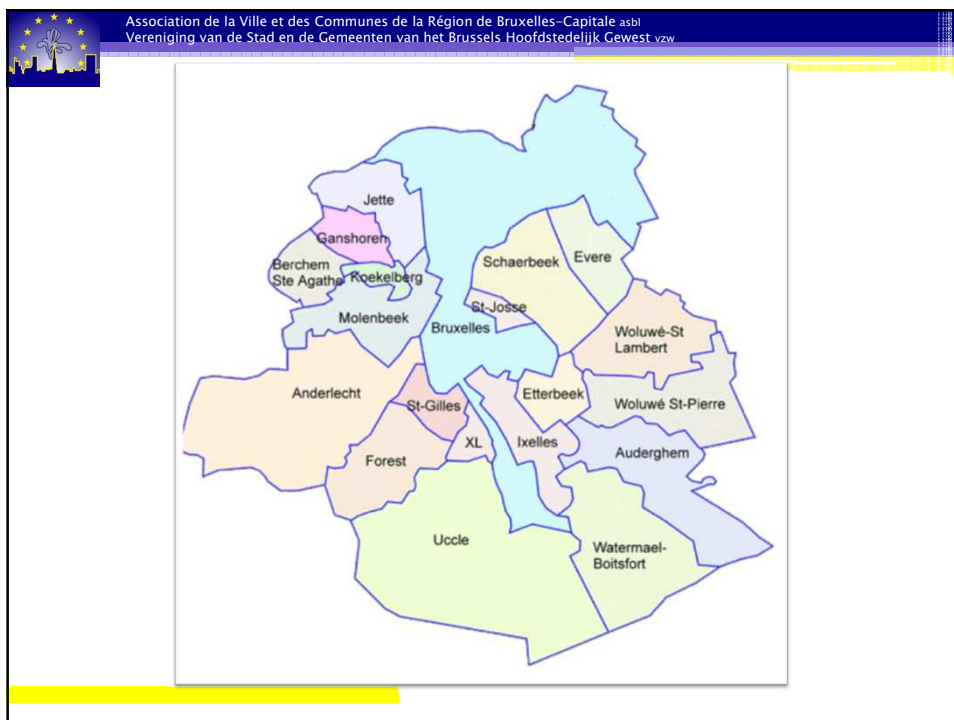 Association de la Ville et des Communes de la Région de Bruxelles-Capitale asbl
Vereniging van de Stad en de Gemeenten van het Brussels Hoofdstedelijk Gewest vzw
Jette
Ganshoren
Berchem
Ste Agathe
Koekelberg
Molenbeek
Schaerbeek
Evere
St-Josse
Bruxelles
Woluwé-St
Lambert
Anderlecht
St-Gilles
Etterbeek
Woluwé St-Pierre
XL
Ixelles
Forest
Auderghem
Uccle
Watermael-
Boitsfort